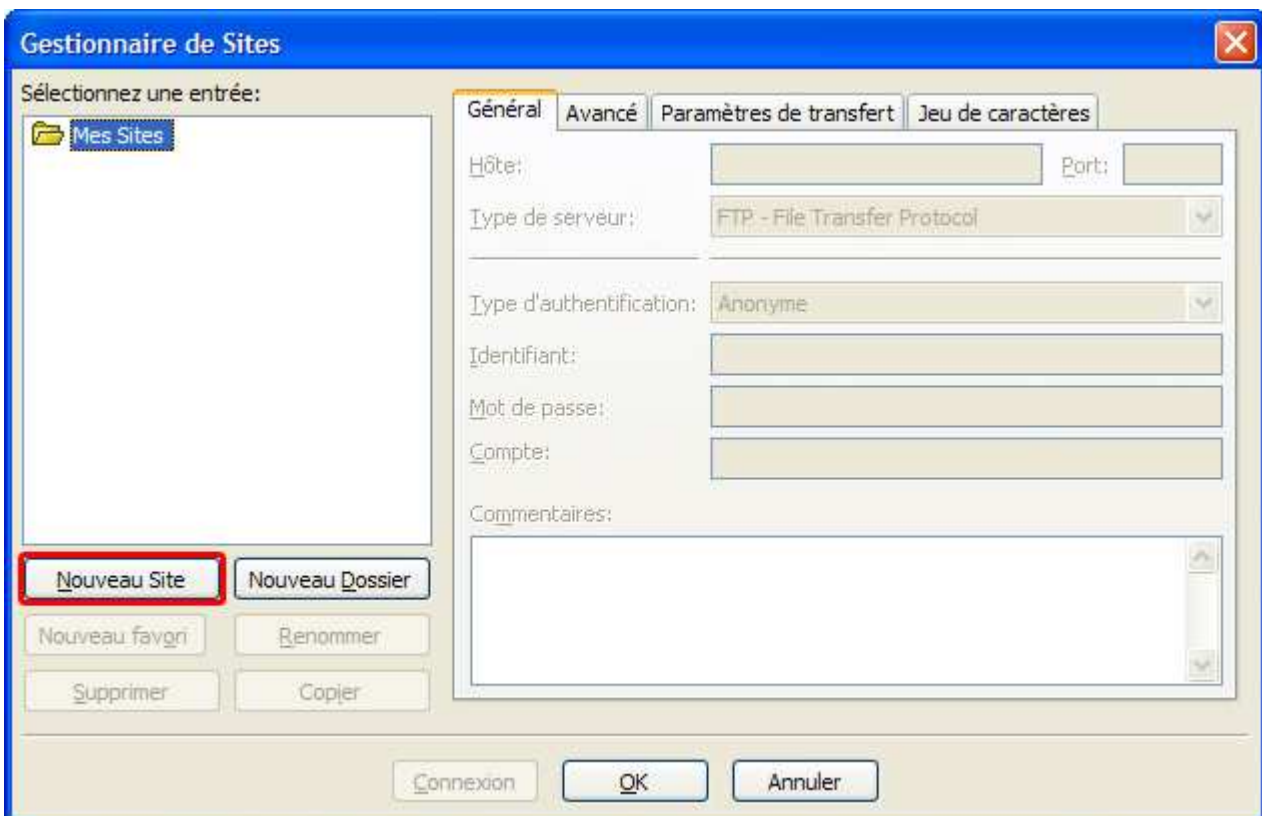 Gestionnaire de Sites
Sélectionnez une entrée:
Mes Sites
Général Avancé Paramètres de transfert Jeu de caractères
Hôte: Port:
Type de serveur: FTP - File Transfer Protocol
Type d'authentification: Anonyme
Identifiant:
Mot de passe:
Compte:
Commentaires:
Nouveau Site Nouveau Dossier
Nouveau favori Renommer
Supprimer Copier
Connexion OK Annuler